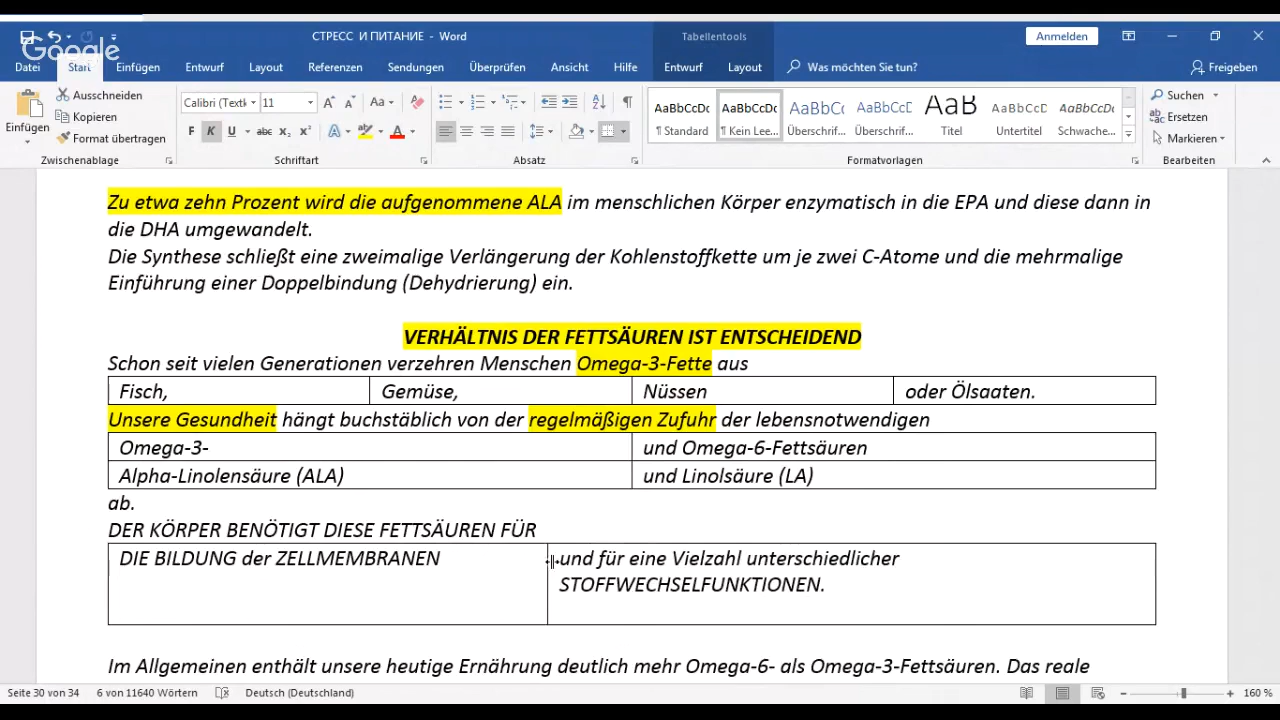 Google
СТРЕСС И ПИТАНИЕ - Word
Tabellentools
Anmelden
Datei Start Einfügen Entwurf Layout Referenzen Sendungen Überprüfen Ansicht Hilfe Entwurf Layout Was möchten Sie tun? Freigeben
Einfügen
Ausschneiden
Kopieren
Format übertragen
Zwischenablage
Calibri (Textk 11
F K U abc x₂ x²
Schriftart
Absatz
AaBbCcDc AaBbCcDc AaBbCc AaBbCcD AaB AaBbCcD AaBbCcDc
¶ Standard ¶ Kein Lee... Überschrif... Überschrif... Titel Untertitel Schwache...
Formatvorlagen
Suchen
Ersetzen
Markieren
Bearbeiten
Zu etwa zehn Prozent wird die aufgenommene ALA im menschlichen Körper enzymatisch in die EPA und diese dann in
die DHA umgewandelt.
Die Synthese schließt eine zweimalige Verlängerung der Kohlenstoffkette um je zwei C-Atome und die mehrmalige
Einführung einer Doppelbindung (Dehydrierung) ein.
VERHÄLTNIS DER FETTSÄUREN IST ENTSCHEIDEND
Schon seit vielen Generationen verzehren Menschen Omega-3-Fette aus
Fisch, Gemüse, Nüssen oder Ölsaaten.
Unsere Gesundheit hängt buchstäblich von der regelmäßigen Zufuhr der lebensnotwendigen
Omega-3- und Omega-6-Fettsäuren
Alpha-Linolensäure (ALA) und Linolsäure (LA)
ab.
DER KÖRPER BENÖTIGT DIESE FETTSÄUREN FÜR
DIE BILDUNG der ZELLMEMBRANEN und für eine Vielzahl unterschiedlicher
STOFFWECHSELFUNKTIONEN.
Im Allgemeinen enthält unsere heutige Ernährung deutlich mehr Omega-6- als Omega-3-Fettsäuren. Das reale
Seite 30 von 34 6 von 11640 Wörtern Deutsch (Deutschland) 160 %